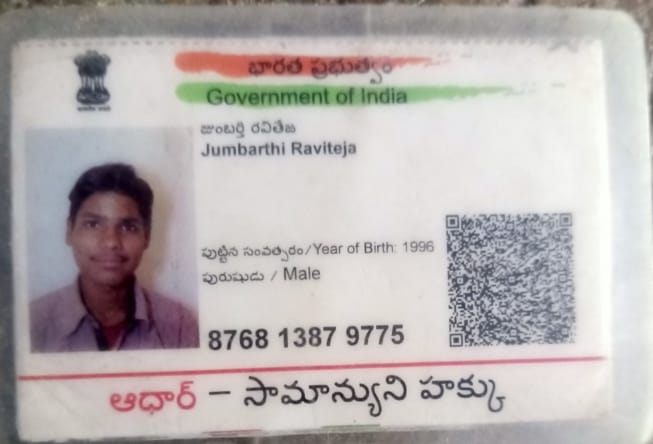 భారత ప్రభుత్వం
Government of India
జుంబర్తి రవితేజ
Jumbarthi Raviteja
పుట్టిన సంవత్సరం/Year of Birth: 1996
పురుషుడు / Male
8768 1387 9775
ఆధార్ – సామాన్యుని హక్కు